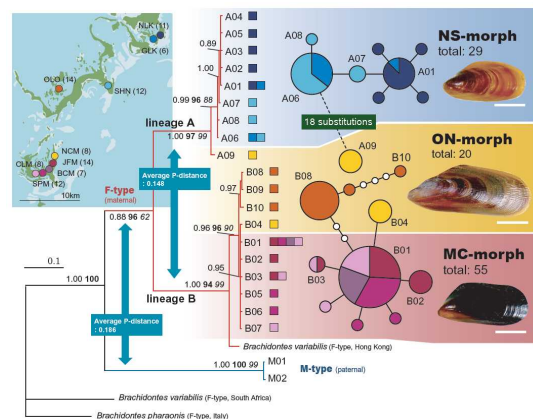 NLK (11)
GLK (6)
OLO (14)
SHN (12)
NCM (8)
JFM (14)
CLM (8)
BCM (7)
SPM (12)
10km
F-type
(maternal)
0.1
1.00 100
0.88 96 62
Average P-distance
: 0.148
Average P-distance
: 0.186
lineage A
1.00 97 99
0.99 96 88
1.00
0.89
A04
A05
A03
A02
A01
A07
A08
A06
A09
lineage B
1.00 94 99
0.96 96 90
0.97
0.95
B08
B09
B10
B04
B01
B02
B03
B05
B06
B07
Brachidontes variabilis (F-type, Hong Kong)
1.00 100 99
M01
M02
M-type (paternal)
Brachidontes variabilis (F-type, South Africa)
Brachidontes pharaonis (F-type, Italy)
A08
A07
A06
A01
18 substitutions
A09
B10
B08
B04
B01
B03
B02
NS-morph
total: 29
ON-morph
total: 20
MC-morph
total: 55